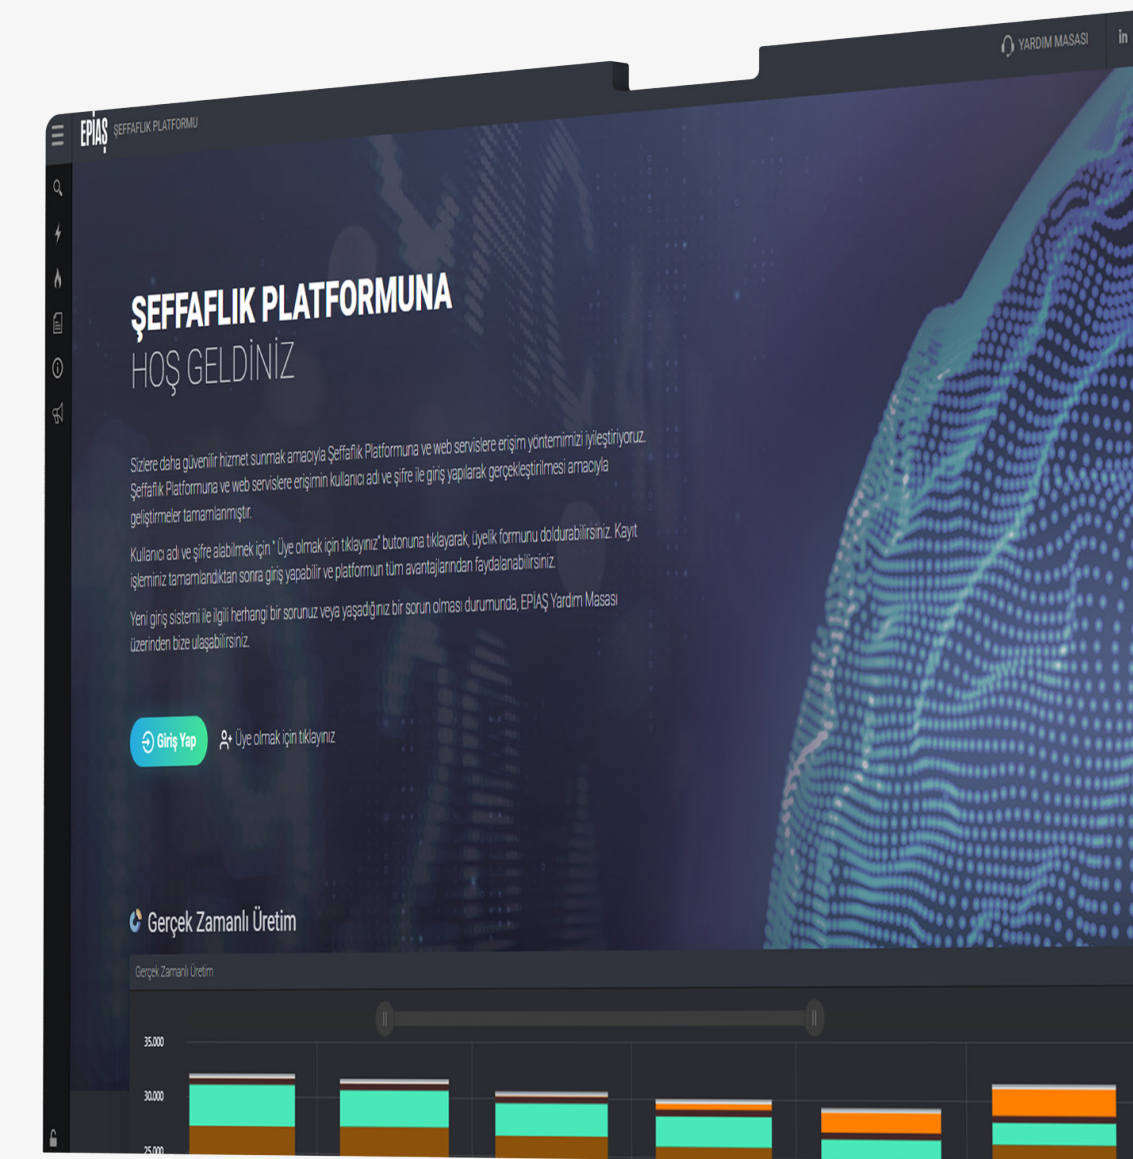 EPİAŞ ŞEFFAFLIK PLATFORMU
YARDIM MASASI
in
ŞEFFAFLIK PLATFORMUNA
HOŞ GELDİNİZ
Sizlere daha güvenilir hizmet sunmak amacıyla Şeffaflık Platformuna ve web servislere erişim yöntemimizi iyileştiriyoruz.
Şeffaflık Platformuna ve web servislere erişimin kullanıcı adı ve şifre ile giriş yapılarak gerçekleştirilmesi amacıyla
geliştirmeler tamamlanmıştır.
Kullanıcı adı ve şifre alabilmek için " Üye olmak için tıklayınız" butonuna tıklayarak, üyelik formunu doldurabilirsiniz. Kayıt
işleminiz tamamlandıktan sonra giriş yapabilir ve platformun tüm avantajlarından faydalanabilirsiniz.
Yeni giriş sistemi ile ilgili herhangi bir sorunuz veya yaşadığınız bir sorun olması durumunda, EPİAŞ Yardım Masası
üzerinden bize ulaşabilirsiniz.
Giriş Yap
Üye olmak için tıklayınız
Gerçek Zamanlı Üretim
Gerçek Zamanlı Üretim
35.000
30.000
25.000